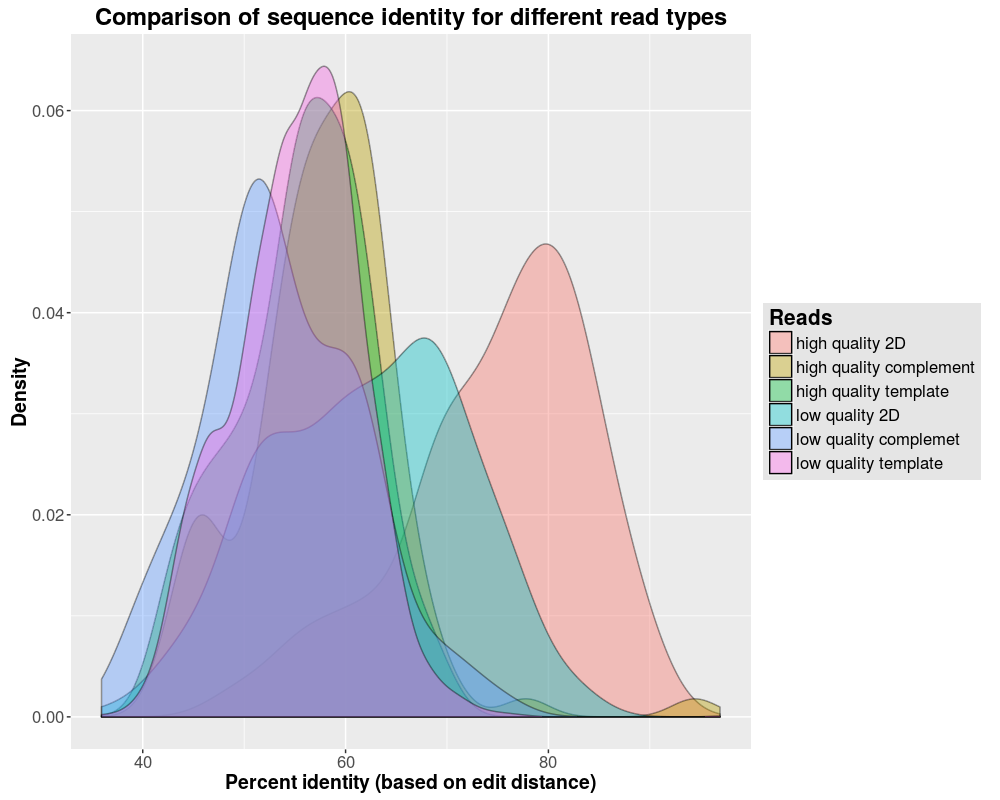 Comparison of sequence identity for different read types
0.06
0.04
0.02
0.00
Density
40 60 80
Percent identity (based on edit distance)
Reads
high quality 2D
high quality complement
high quality template
low quality 2D
low quality complemet
low quality template